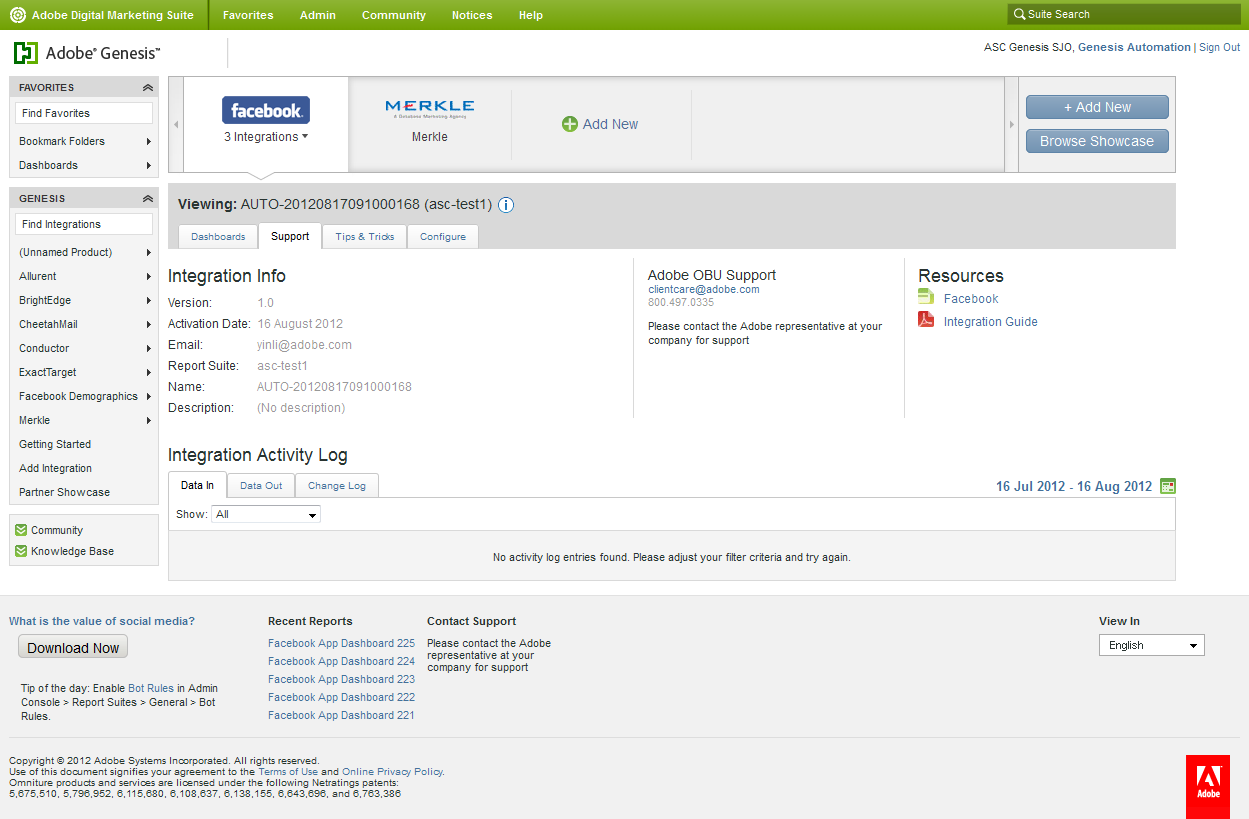 Adobe Digital Marketing Suite
Favorites Admin Community Notices Help
Suite Search
Adobe® Genesis™
ASC Genesis SJO, Genesis Automation | Sign Out
FAVORITES
Find Favorites
Bookmark Folders
Dashboards
GENESIS
Find Integrations
(Unnamed Product)
Allurent
BrightEdge
CheetahMail
Conductor
ExactTarget
Facebook Demographics
Merkle
Getting Started
Add Integration
Partner Showcase
Community
Knowledge Base
facebook.
3 Integrations
MERKLE
A Database Marketing Agency
Merkle
Add New
+ Add New
Browse Showcase
Viewing: AUTO-20120817091000168 (asc-test1)
Dashboards Support Tips & Tricks Configure
Integration Info
Version: 1.0
Activation Date: 16 August 2012
Email: yinli@adobe.com
Report Suite: asc-test1
Name: AUTO-20120817091000168
Description: (No description)
Adobe OBU Support
clientcare@adobe.com
800.497.0335
Please contact the Adobe representative at your
company for support
Resources
Facebook
Integration Guide
Integration Activity Log
Data In Data Out Change Log
16 Jul 2012 - 16 Aug 2012
Show: All
No activity log entries found. Please adjust your filter criteria and try again.
What is the value of social media?
Download Now
Tip of the day: Enable Bot Rules in Admin
Console > Report Suites > General > Bot
Rules.
Recent Reports
Facebook App Dashboard 225
Facebook App Dashboard 224
Facebook App Dashboard 223
Facebook App Dashboard 222
Facebook App Dashboard 221
Contact Support
Please contact the Adobe
representative at your
company for support
View In
English
Copyright © 2012 Adobe Systems Incorporated. All rights reserved.
Use of this document signifies your agreement to the Terms of Use and Online Privacy Policy.
Omniture products and services are licensed under the following Netratings patents:
5,675,510, 5,796,952, 6,115,680, 6,108,637, 6,138,155, 6,643,696, and 6,763,386
Adobe